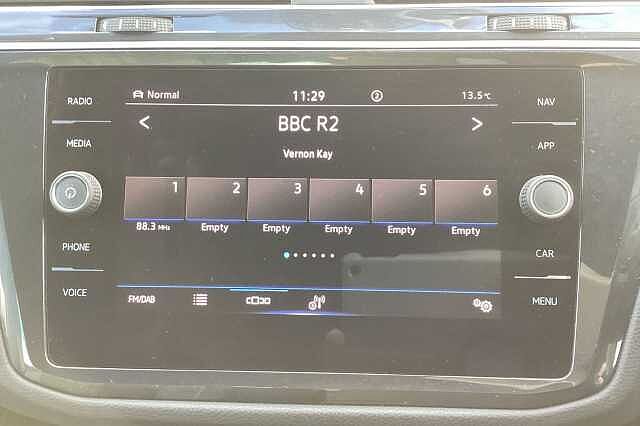 RADIO
MEDIA
PHONE
VOICE
Normal 11:29 2 13.5°C
< BBC R2 >
Vernon Kay
1 2 3 4 5 6
88.3 MHz Empty Empty Empty Empty Empty
FM/DAB
NAV
APP
CAR
MENU